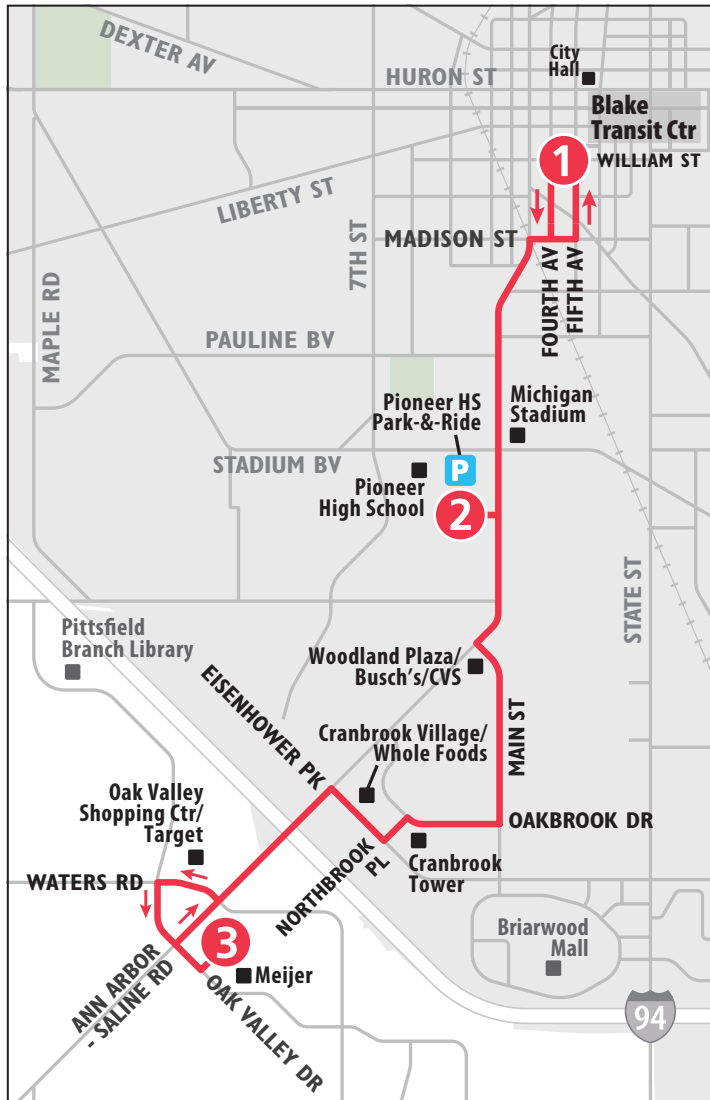 DEXTER AV
City
Hall
HURON ST
Blake
Transit Ctr
1
WILLIAM ST
LIBERTY ST
7TH ST
MADISON ST
FOURTH AV
FIFTH AV
MAPLE RD
PAULINE BV
Pioneer HS
Park-&-Ride
Michigan
Stadium
STADIUM BV
P
Pioneer
High School
2
STATE ST
Pittsfield
Branch Library
Woodland Plaza/
Busch's/CVS
EISENHOWER PK
MAIN ST
Cranbrook Village/
Whole Foods
Oak Valley
Shopping Ctr/
Target
OAKBROOK DR
NORTHBROOK
PL
Cranbrook
Tower
WATERS RD
Briarwood
Mall
3
Meijer
ANN ARBOR
- SALINE RD
OAK VALLEY DR
94